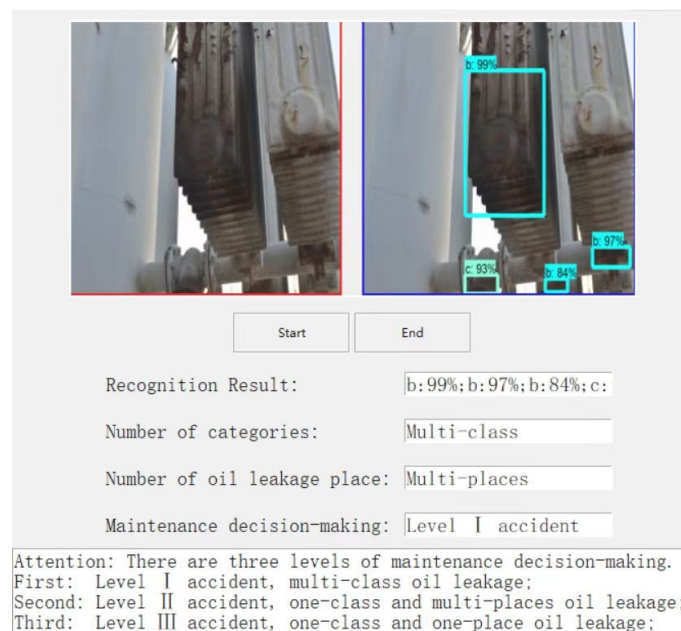 b: 99%
b: 97%
c: 93%
b: 84%
Start
End
Recognition Result:
b:99%;b:97%;b:84%;c:
Number of categories:
Multi-class
Number of oil leakage place:
Multi-places
Maintenance decision-making:
Level Ⅰ accident
Attention: There are three levels of maintenance decision-making.
First: Level Ⅰ accident, multi-class oil leakage;
Second: Level Ⅱ accident, one-class and multi-places oil leakage;
Third: Level Ⅲ accident, one-class and one-place oil leakage;